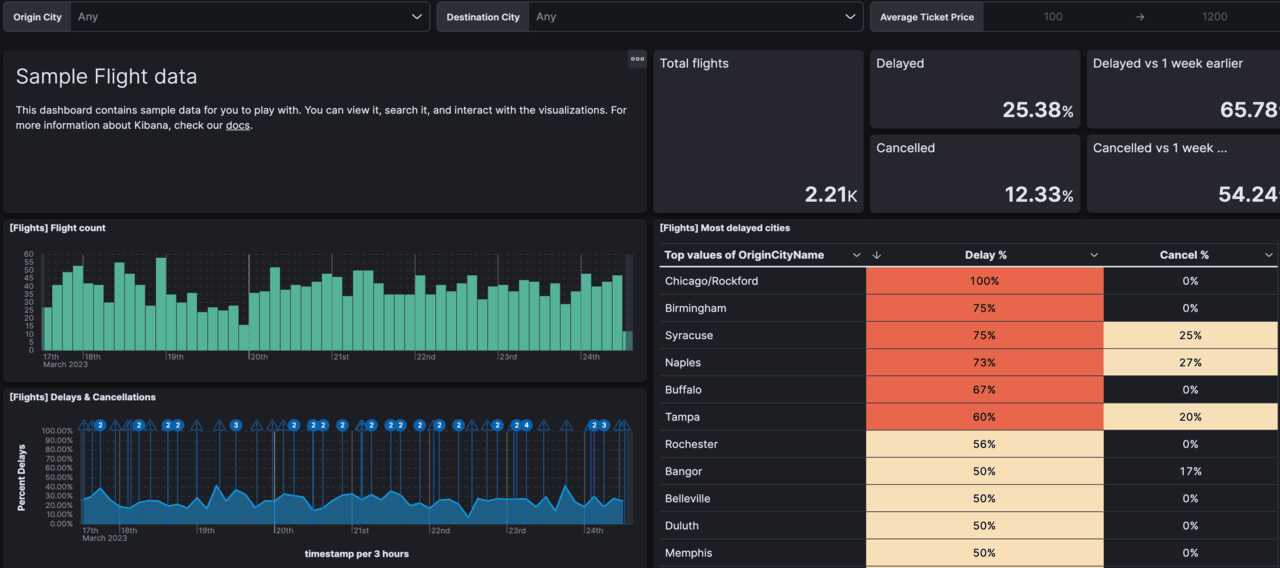 Origin City Any Destination City Any Average Ticket Price 100 → 1200
Sample Flight data
This dashboard contains sample data for you to play with. You can view it, search it, and interact with the visualizations. For
more information about Kibana, check our docs.
Total flights
2.21K
Delayed
25.38%
Delayed vs 1 week earlier
65.78
Cancelled
12.33%
Cancelled vs 1 week ...
54.24
[Flights] Flight count
60
55
50
45
40
35
30
25
20
15
10
5
0
17th 18th 19th 20th 21st 22nd 23rd 24th
March 2023
[Flights] Delays & Cancellations
2 2 2 2 3 2 2 2 2 2 2 2 2 2 2 2 2 4 2 3
Percent Delays
100.00%
90.00%
80.00%
70.00%
60.00%
50.00%
40.00%
30.00%
20.00%
10.00%
0.00%
17th 18th 19th 20th 21st 22nd 23rd 24th
March 2023
timestamp per 3 hours
[Flights] Most delayed cities
Top values of OriginCityName Delay % Cancel %
Chicago/Rockford 100% 0%
Birmingham 75% 0%
Syracuse 75% 25%
Naples 73% 27%
Buffalo 67% 0%
Tampa 60% 20%
Rochester 56% 0%
Bangor 50% 17%
Belleville 50% 0%
Duluth 50% 0%
Memphis 50% 0%